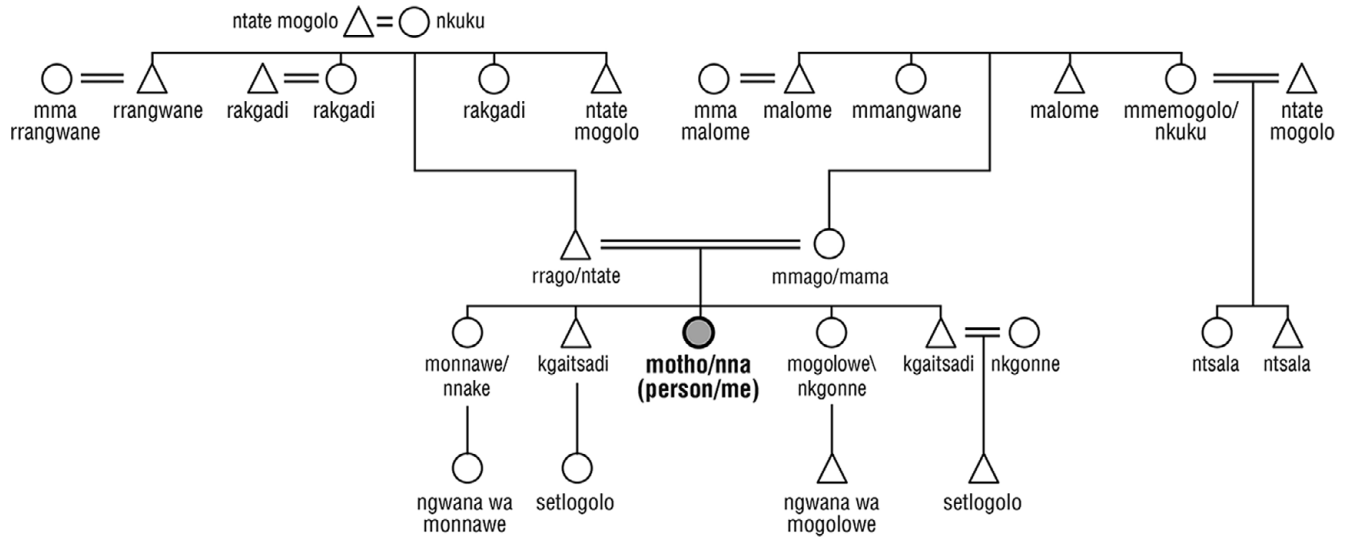 ntate mogolo = nkuku
mma rrangwane
rrangwane
rakgadi
rakgadi
rakgadi
ntate mogolo
mma malome
malome
mmangwane
malome
mmemogolo/
nkuku
ntate mogolo
rrago/ntate
mmago/mama
monnawe/
nnake
kgaitsadi
motho/nna
(person/me)
mogolowe\
nkgonne
kgaitsadi
nkgonne
ntsala
ntsala
ngwana wa
monnawe
setlogolo
ngwana wa
mogolowe
setlogolo